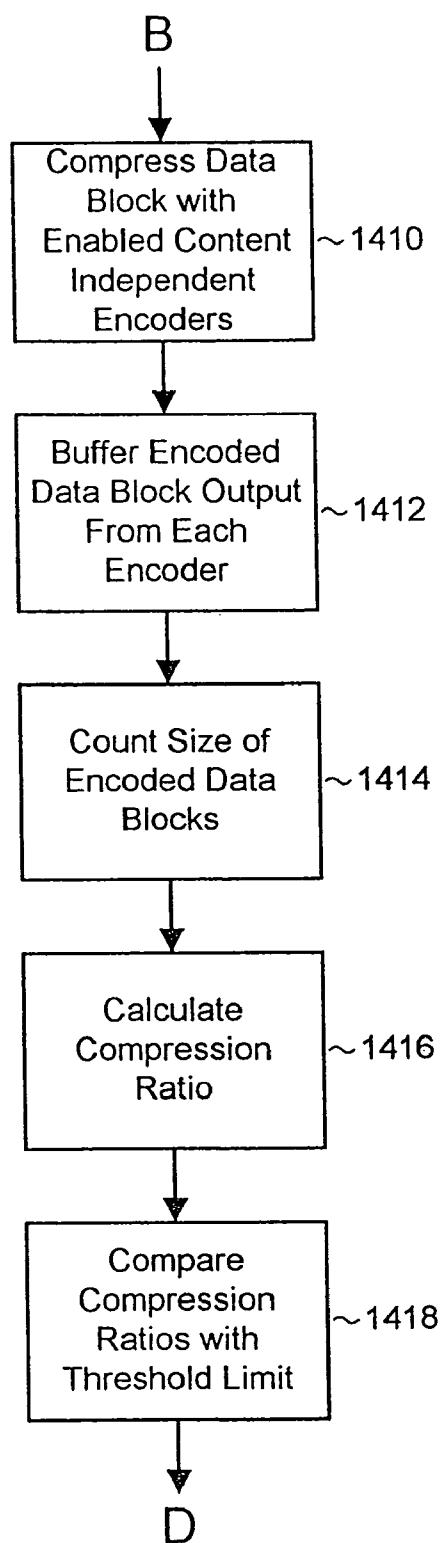 B
Compress Data
Block with
Enabled Content
Independent
Encoders
~1410
Buffer Encoded
Data Block Output
From Each
Encoder
~1412
Count Size of
Encoded Data
Blocks
~1414
Calculate
Compression
Ratio
~1416
Compare
Compression
Ratios with
Threshold Limit
~1418
D